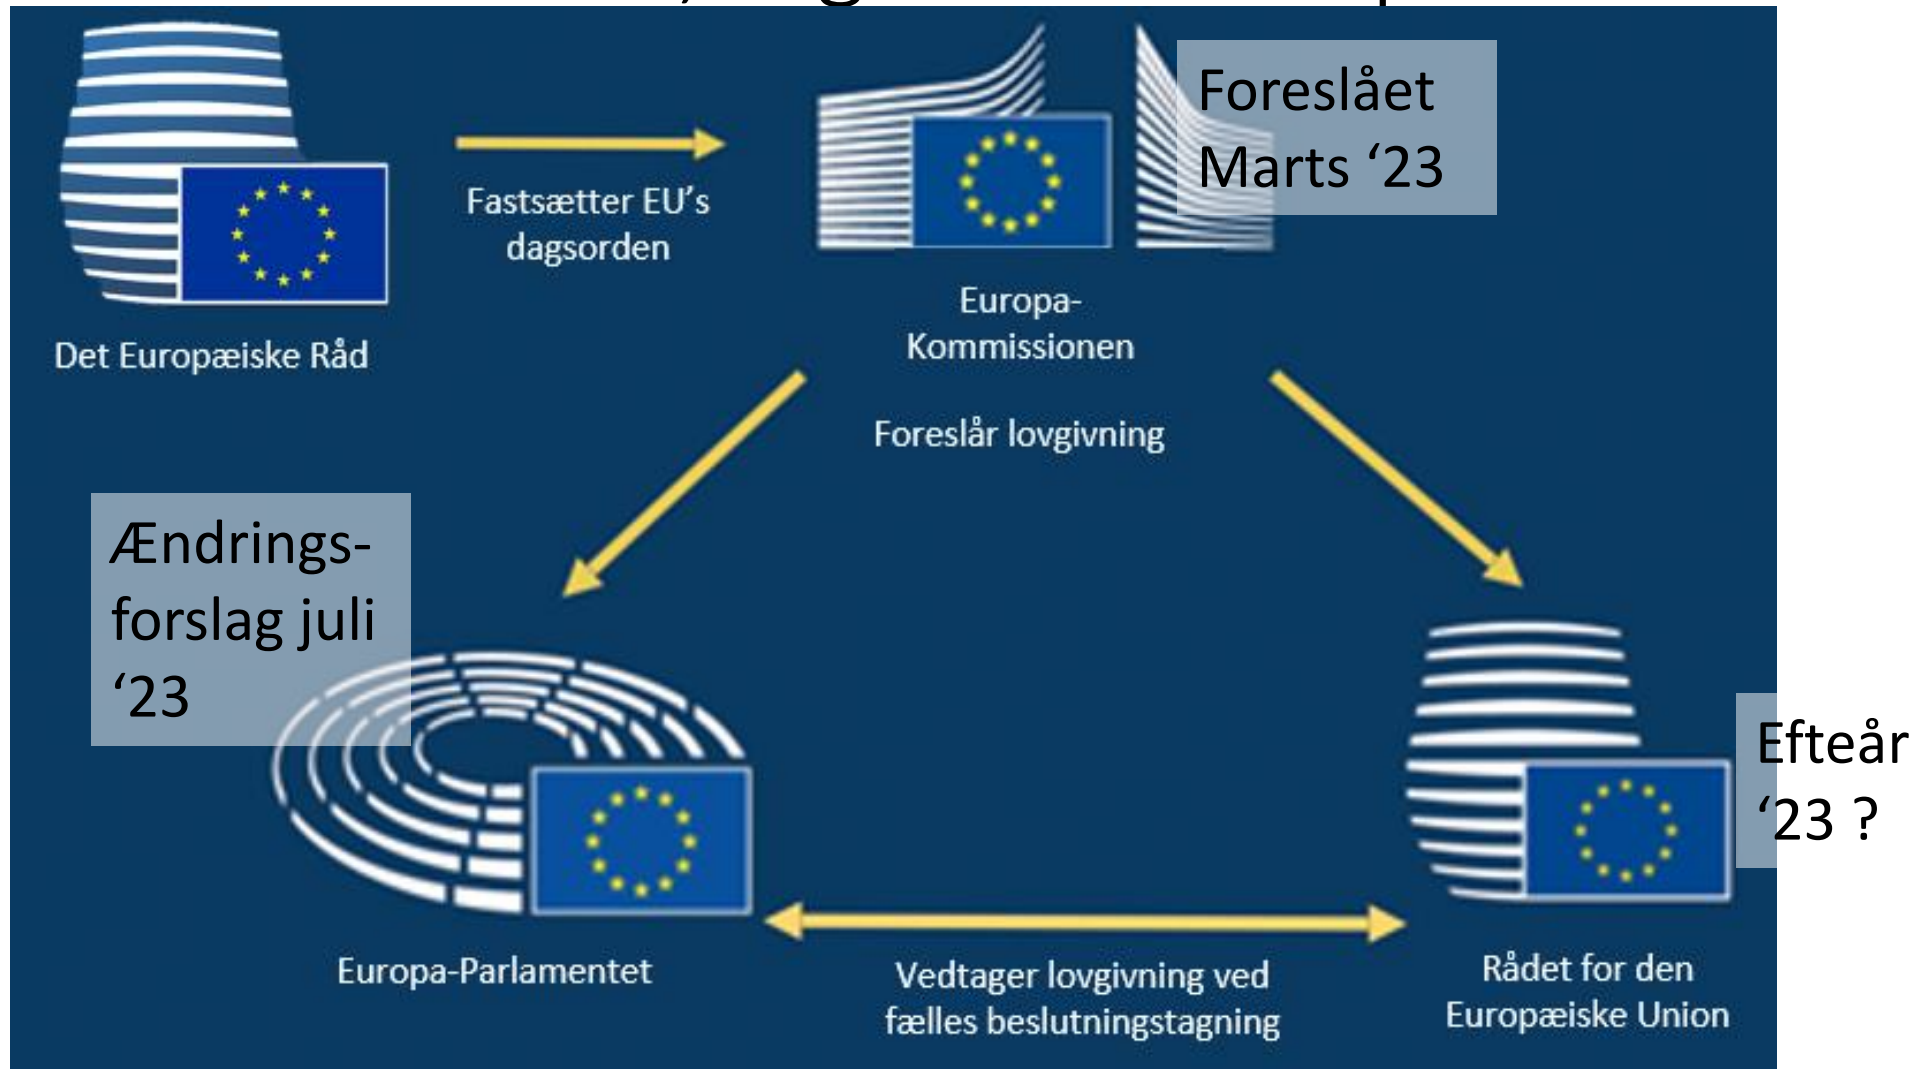 Foreslået
Marts ‘23
Fastsætter EU’s
dagsorden
Det Europæiske Råd
Europa-
Kommissionen
Foreslår lovgivning
Ændrings-
forslag juli
‘23
Efteår
‘23 ?
Europa-Parlamentet
Vedtager lovgivning ved
fælles beslutningstagning
Rådet for den
Europæiske Union